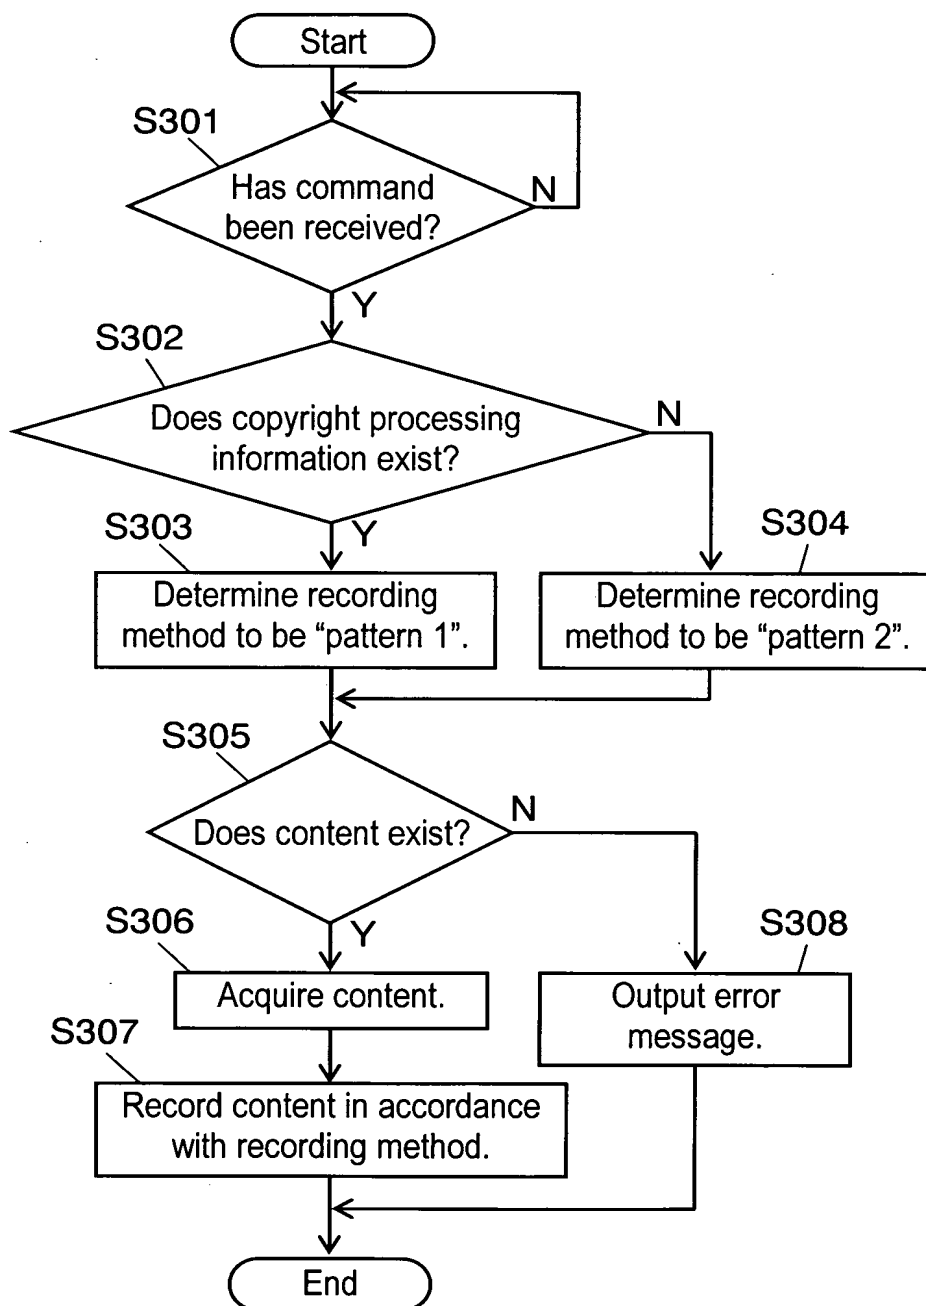 Start
S301
Has command
been received?
N
Y
S302
Does copyright processing
information exist?
N
Y
S303
Determine recording
method to be “pattern 1”.
S304
Determine recording
method to be “pattern 2”.
S305
Does content exist?
N
Y
S306
Acquire content.
S308
Output error
message.
S307
Record content in accordance
with recording method.
End